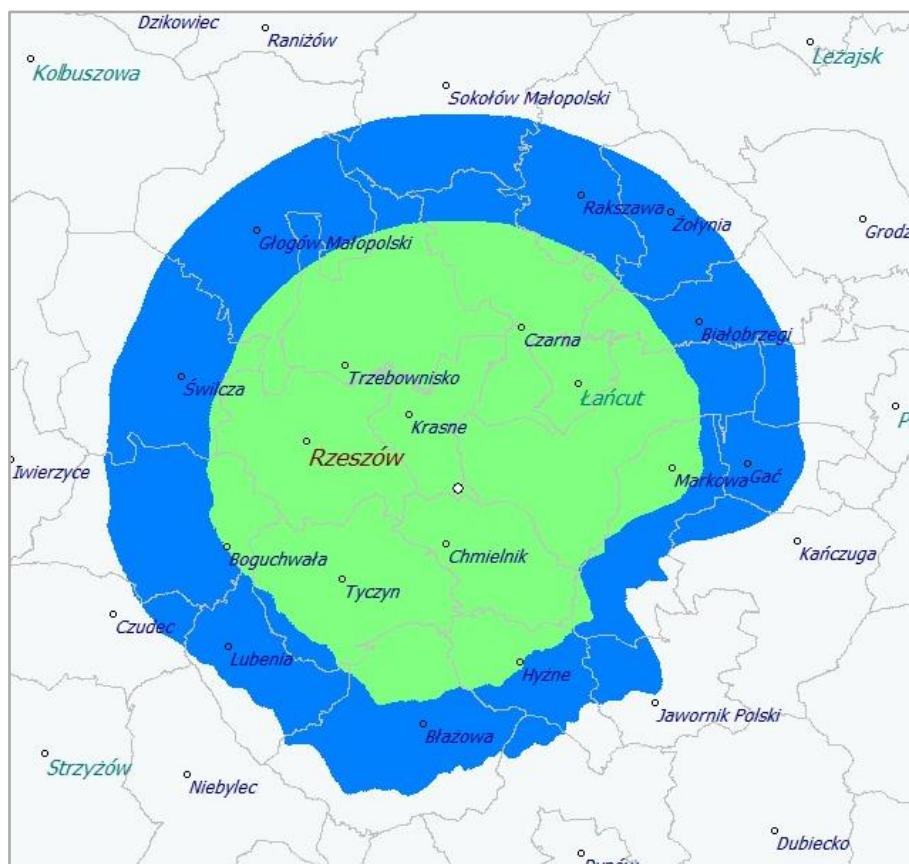 Dzikowiec
Raniżów
Leżajsk
Kolbuszowa
Sokołów Małopolski
Rakszawa
Żołynia
Grodz
Głogów Małopolski
Białobrzegi
Czarna
Trzebownisko
Świlcza
Łańcut
Krasne
P
Rzeszów
Iwierzyce
Markowa
Gać
Boguchwała
Chmielnik
Kańczuga
Tyczyn
Czudec
Lubenia
Hyżne
Jawornik Polski
Błażowa
Strzyżów
Niebylec
Dubiecko